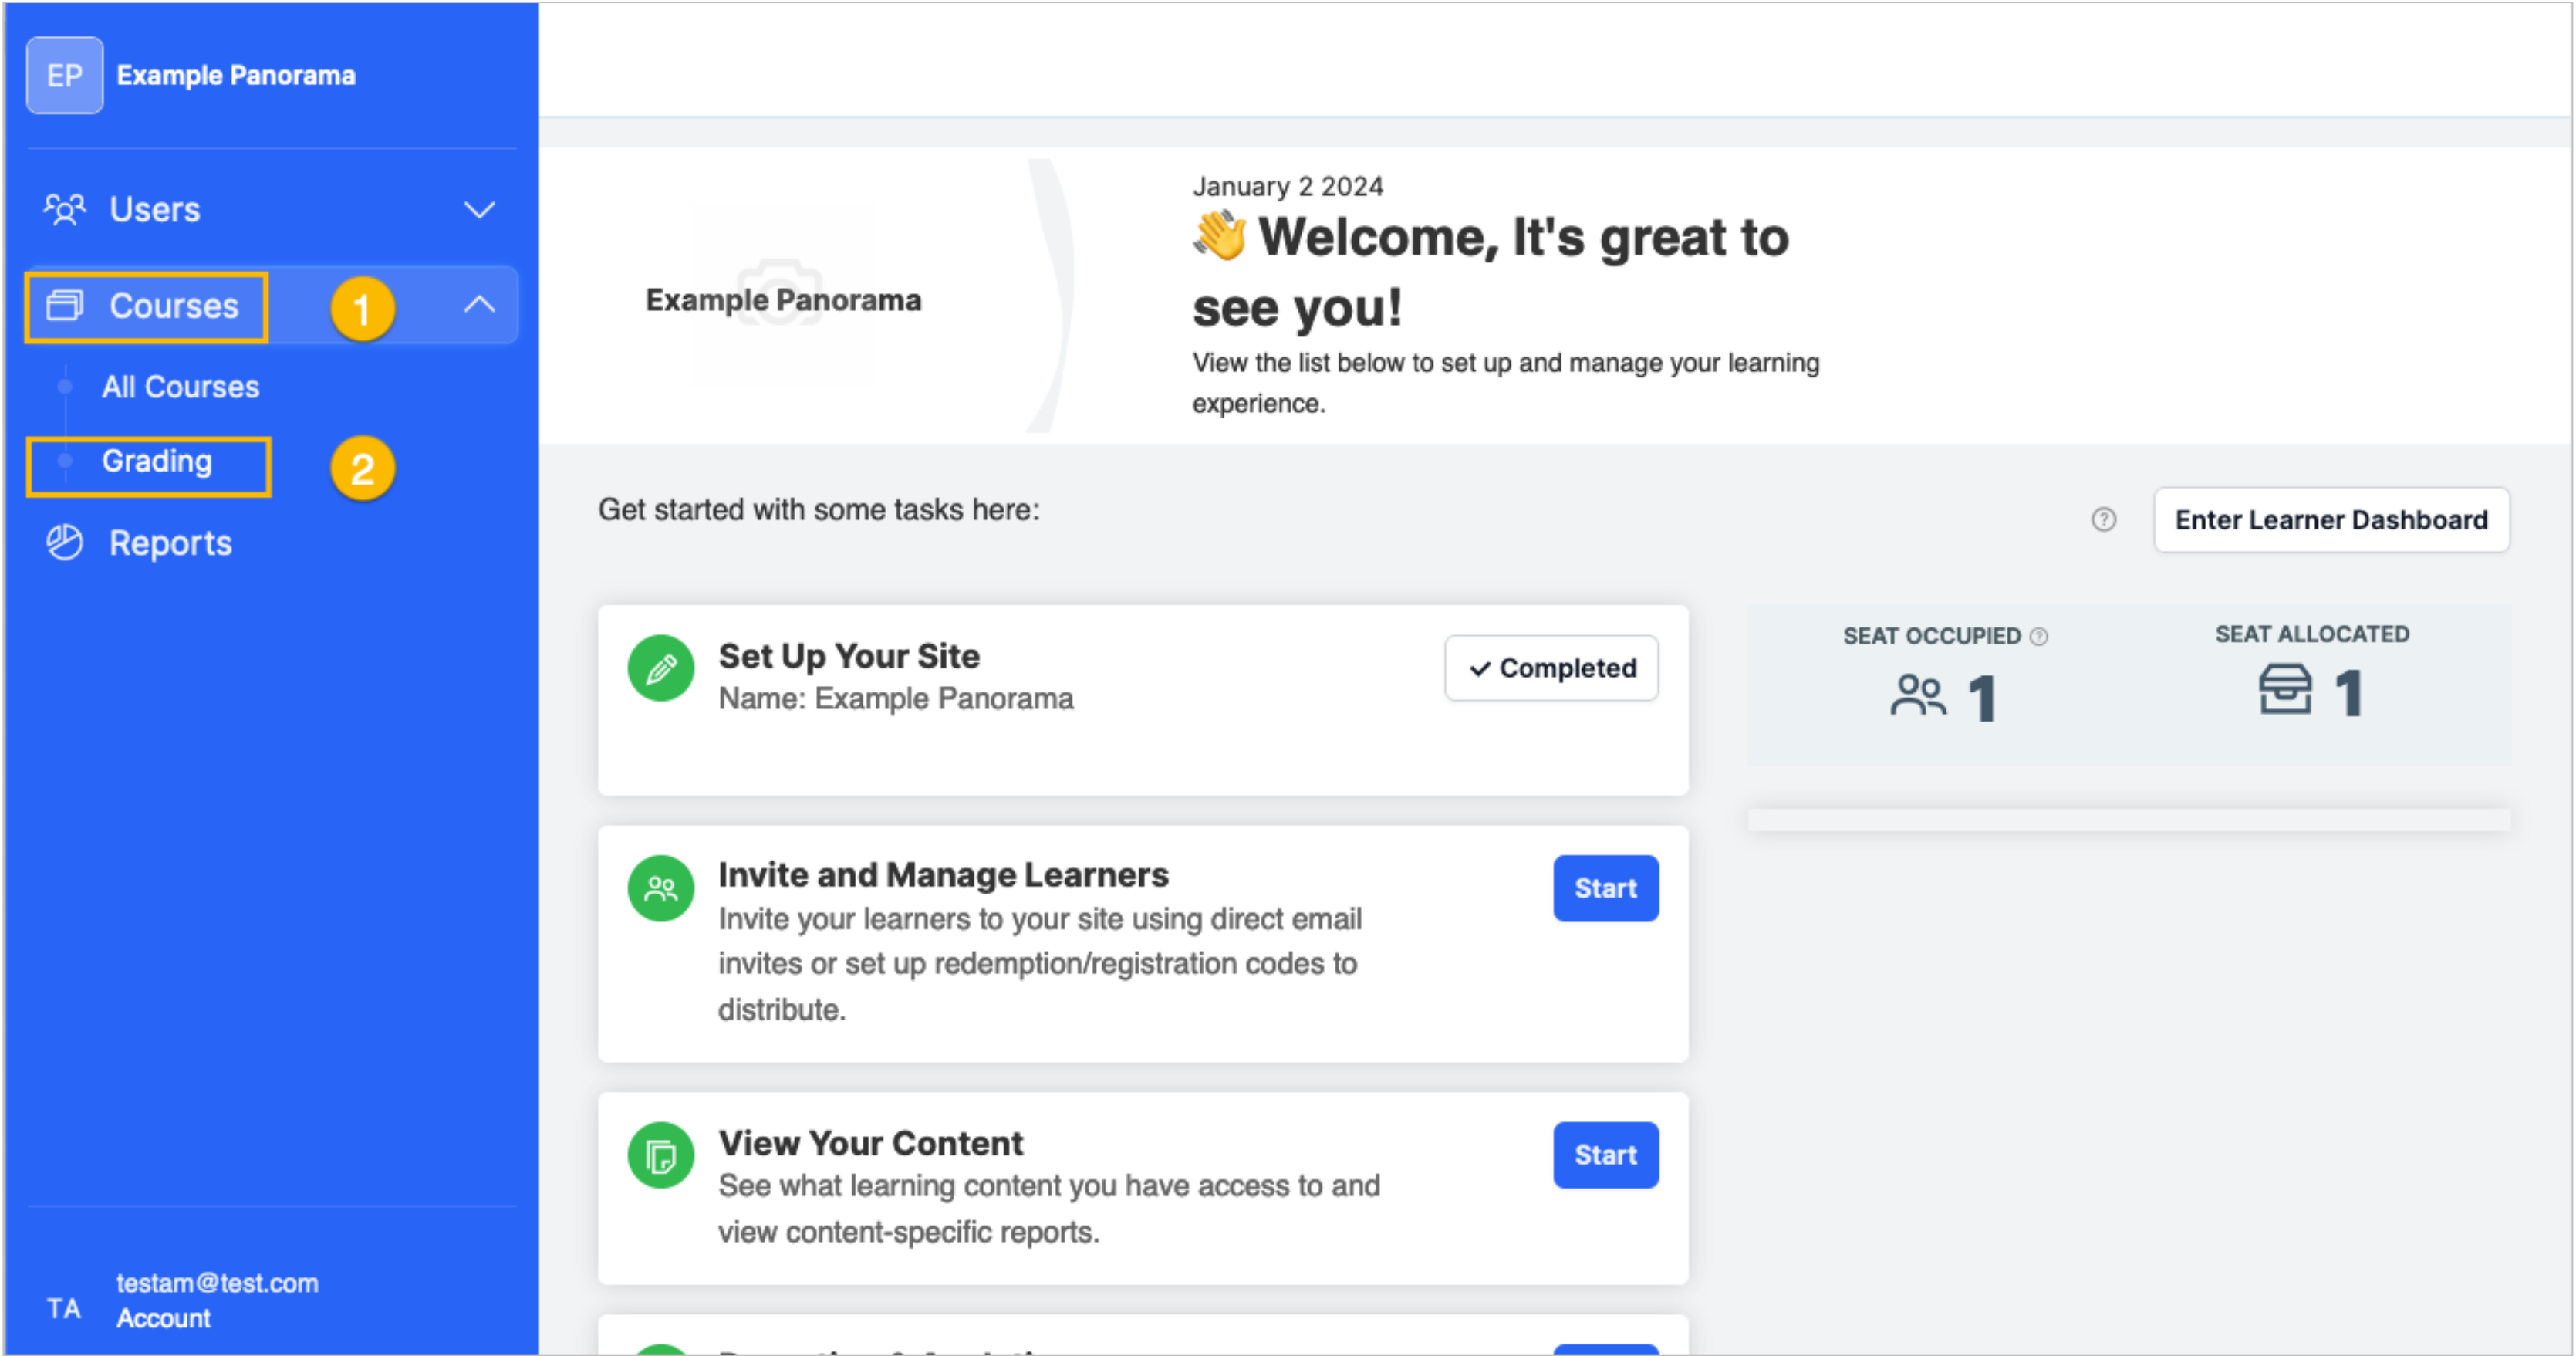 EP
Example Panorama
Users
Courses
1
All Courses
Grading
2
Reports
testam@test.com
TA
Account
Example Panorama
January 2 2024
👋 Welcome, It's great to
see you!
View the list below to set up and manage your learning
experience.
Get started with some tasks here:
Enter Learner Dashboard
Set Up Your Site
Name: Example Panorama
✓ Completed
SEAT OCCUPIED
1
SEAT ALLOCATED
1
Invite and Manage Learners
Invite your learners to your site using direct email
invites or set up redemption/registration codes to
distribute.
Start
View Your Content
See what learning content you have access to and
view content-specific reports.
Start